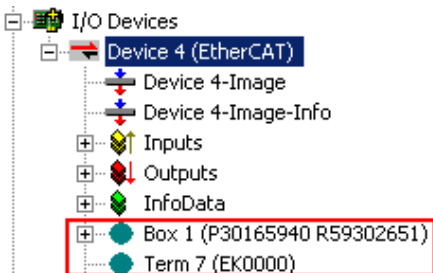 I/O Devices
Device 4 (EtherCAT)
Device 4-Image
Device 4-Image-Info
Inputs
Outputs
InfoData
Box 1 (P30165940 R59302651)
Term 7 (EK0000)